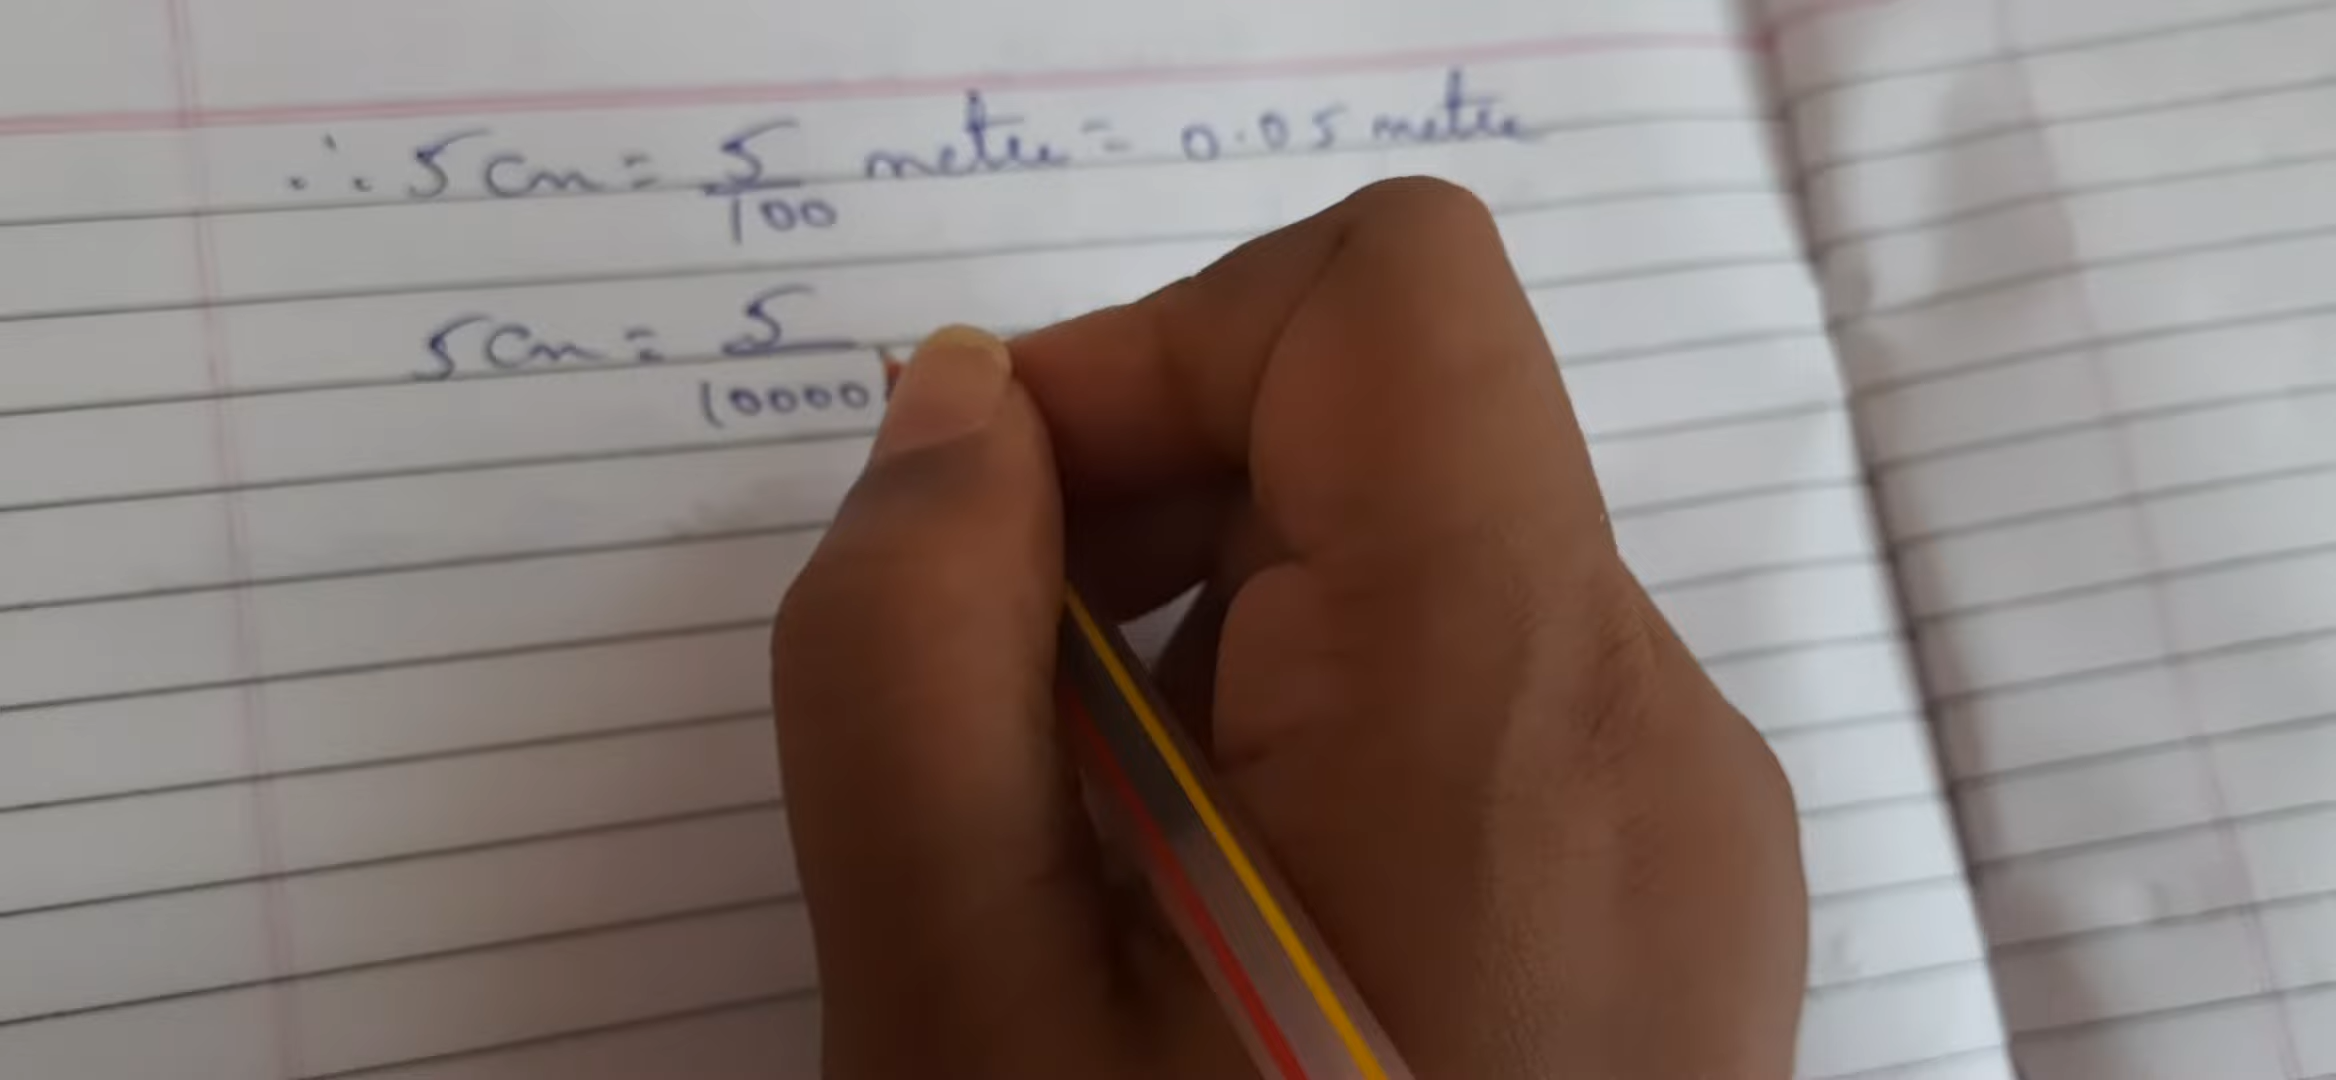 ∴ 5 cm = 5/100 metre = 0.05 metre
5 cm = 5/10000